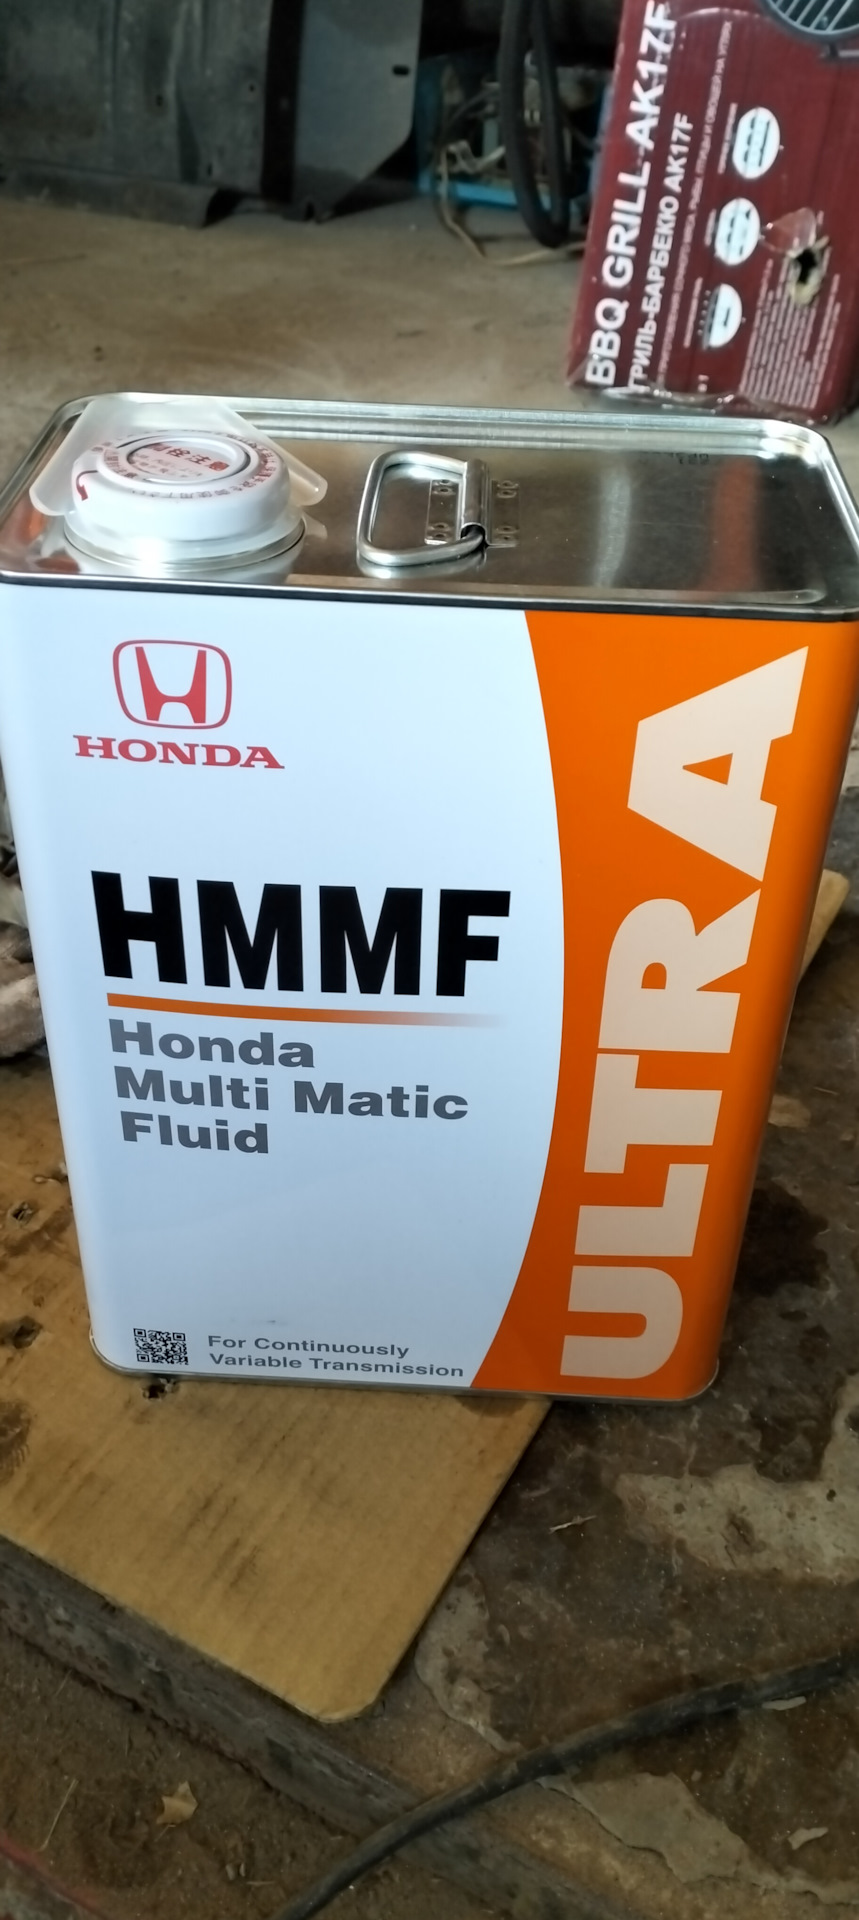 BBQ GRILL AK17F
ГРИЛЬ-БАРБЕКЮ AK17F
HONDA
HMMF
Honda
Multi Matic
Fluid
For Continuously
Variable Transmission
ULTRA